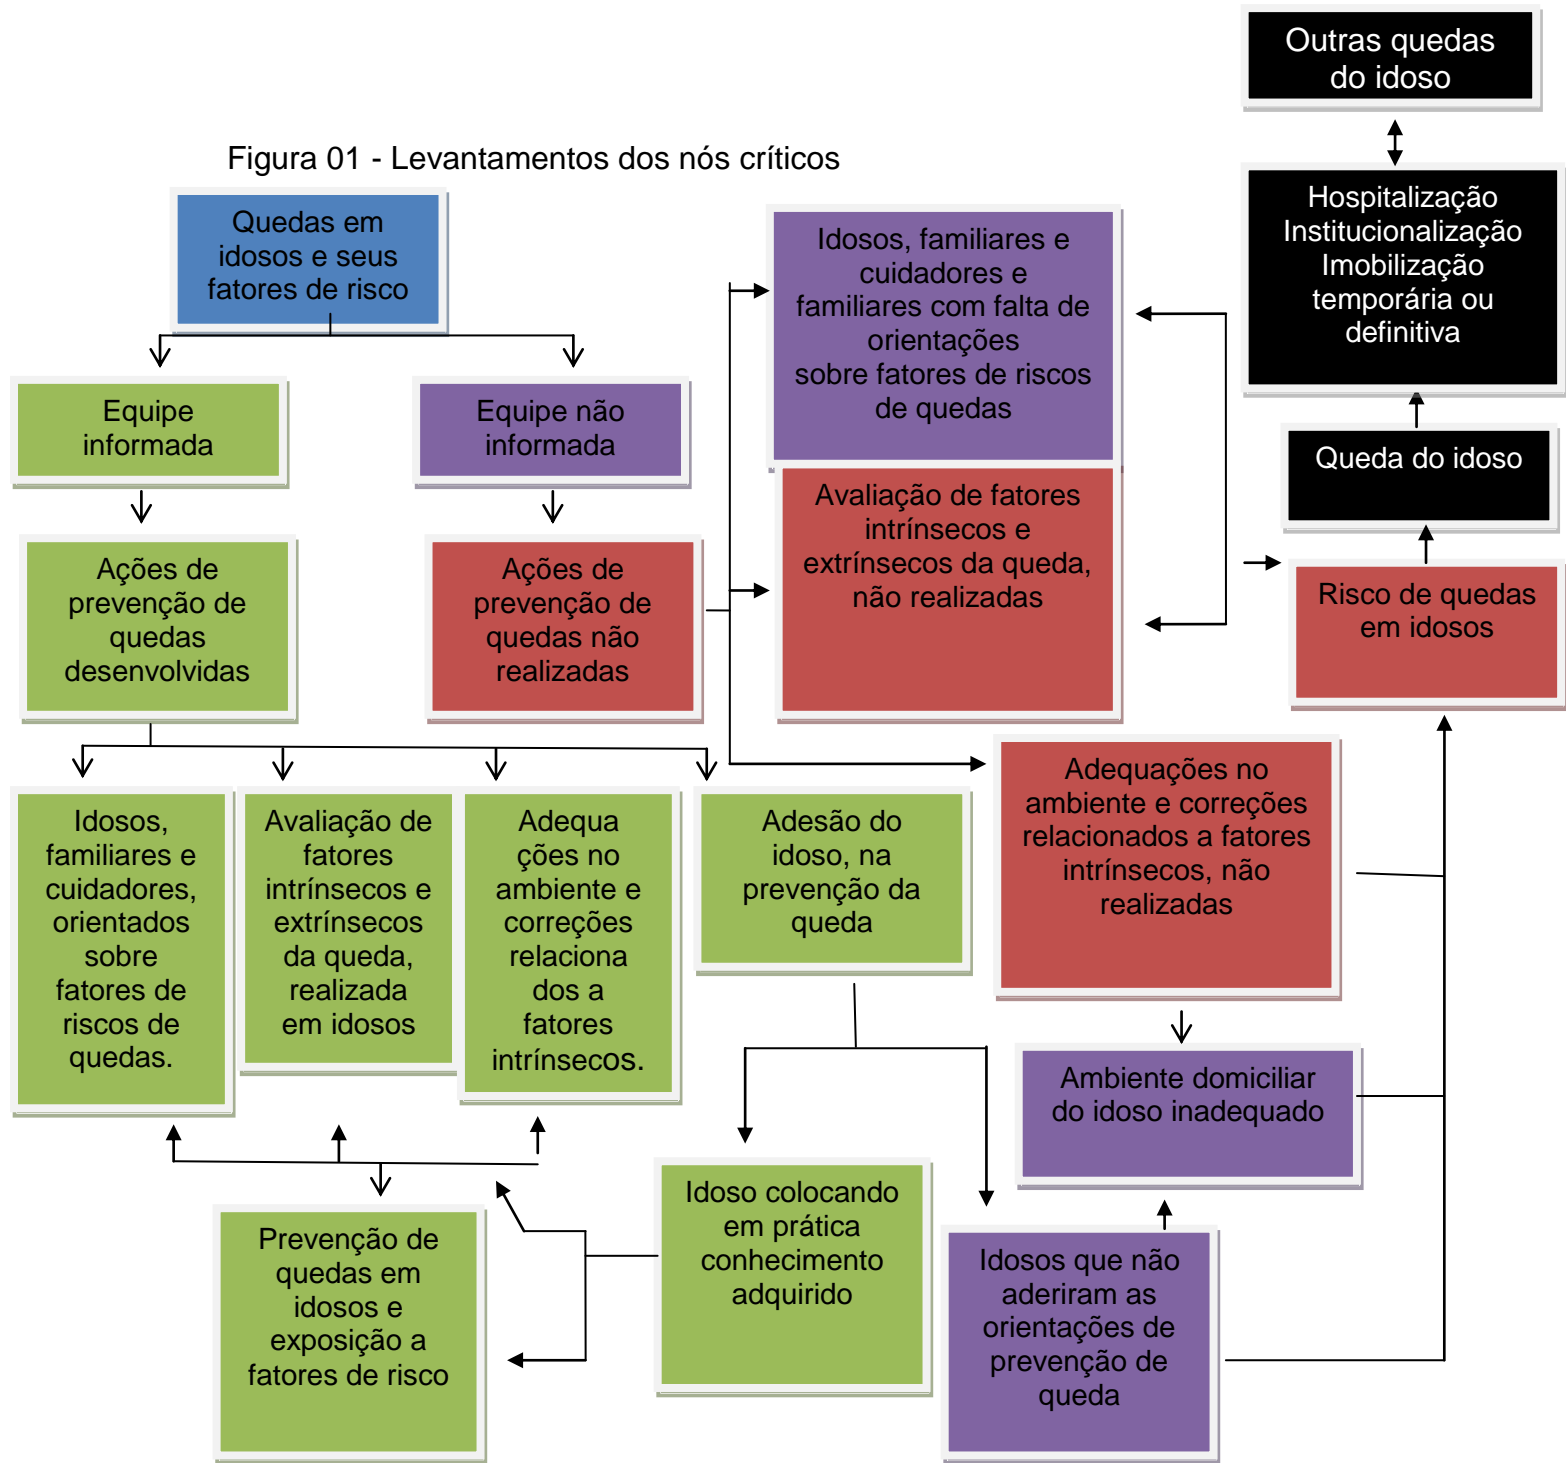 Outras quedas
do idoso
Figura 01 - Levantamentos dos nós críticos
Hospitalização
Institucionalização
Imobilização
temporária ou
definitiva
Quedas em
idosos e seus
fatores de risco
Idosos, familiares e
cuidadores e
familiares com falta de
orientações
sobre fatores de riscos
de quedas
Equipe
informada
Equipe não
informada
Queda do idoso
Avaliação de fatores
intrínsecos e
extrínsecos da queda,
não realizadas
Ações de
prevenção de
quedas
desenvolvidas
Ações de
prevenção de
quedas não
realizadas
Risco de quedas
em idosos
Adequações no
ambiente e correções
relacionados a fatores
intrínsecos, não
realizadas
Idosos,
familiares e
cuidadores,
orientados
sobre
fatores de
riscos de
quedas.
Avaliação de
fatores
intrínsecos e
extrínsecos
da queda,
realizada
em idosos
Adequa
ções no
ambiente e
correções
relaciona
dos a
fatores
intrínsecos.
Adesão do
idoso, na
prevenção da
queda
Ambiente domiciliar
do idoso inadequado
Prevenção de
quedas em
idosos e
exposição a
fatores de risco
Idoso colocando
em prática
conhecimento
adquirido
Idosos que não
aderiram as
orientações de
prevenção de
queda